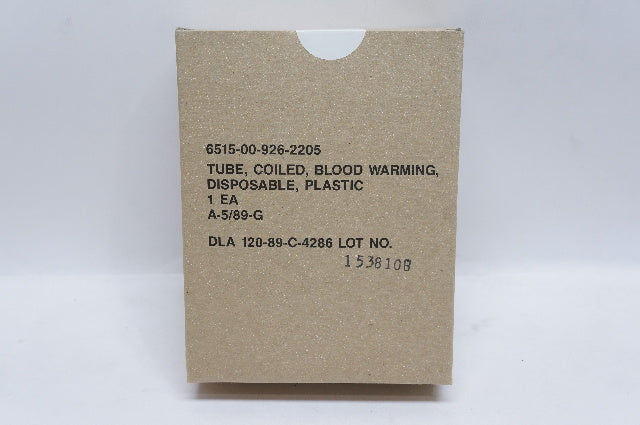 6515-00-926-2205
TUBE, COILED, BLOOD WARMING,
DISPOSABLE, PLASTIC
1 EA
A-5/89-G
DLA 120-89-C-4286 LOT NO.
153810B